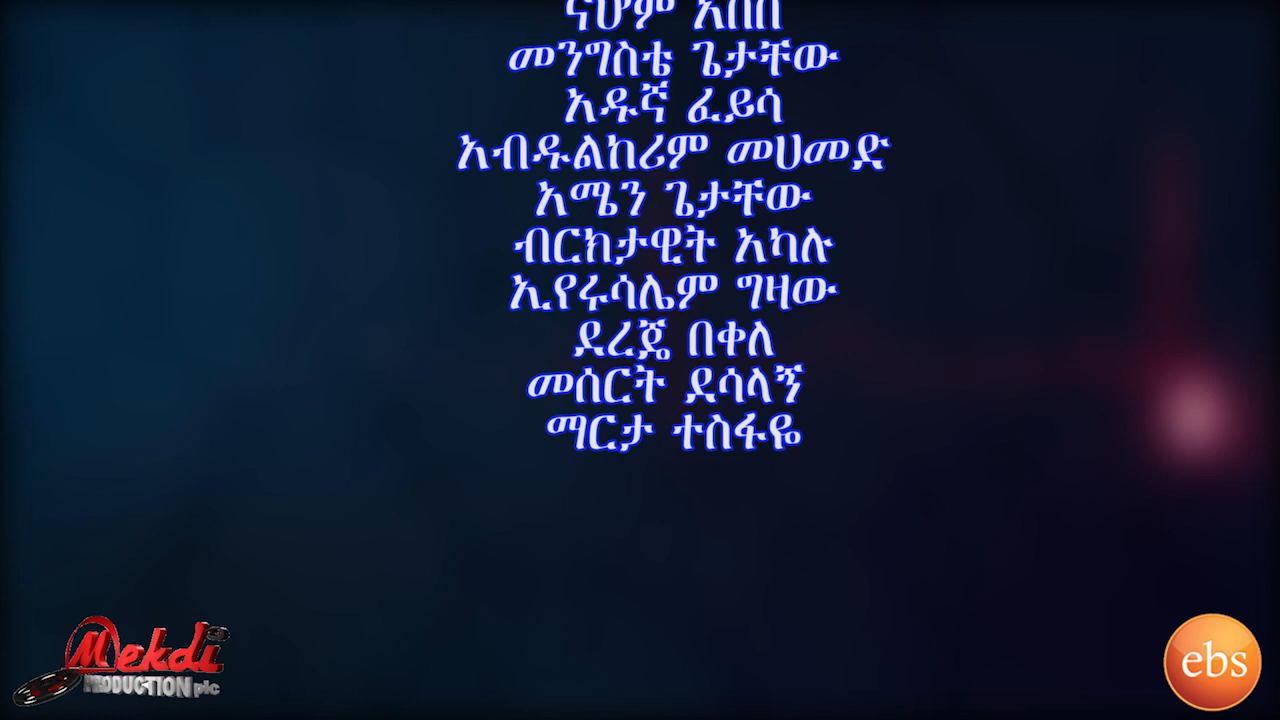 ናሆም አበበ
መንግስቴ ጌታቸው
አዱኛ ፈይሳ
አብዱልከሪም መሀመድ
አሜን ጌታቸው
ብርክታዊት አካሉ
ኢየሩሳሌም ግዛው
ደረጄ በቀለ
መሰርት ደሳላኝ
ማርታ ተስፋዬ
Mekdi
PRODUCTION plc
ebs